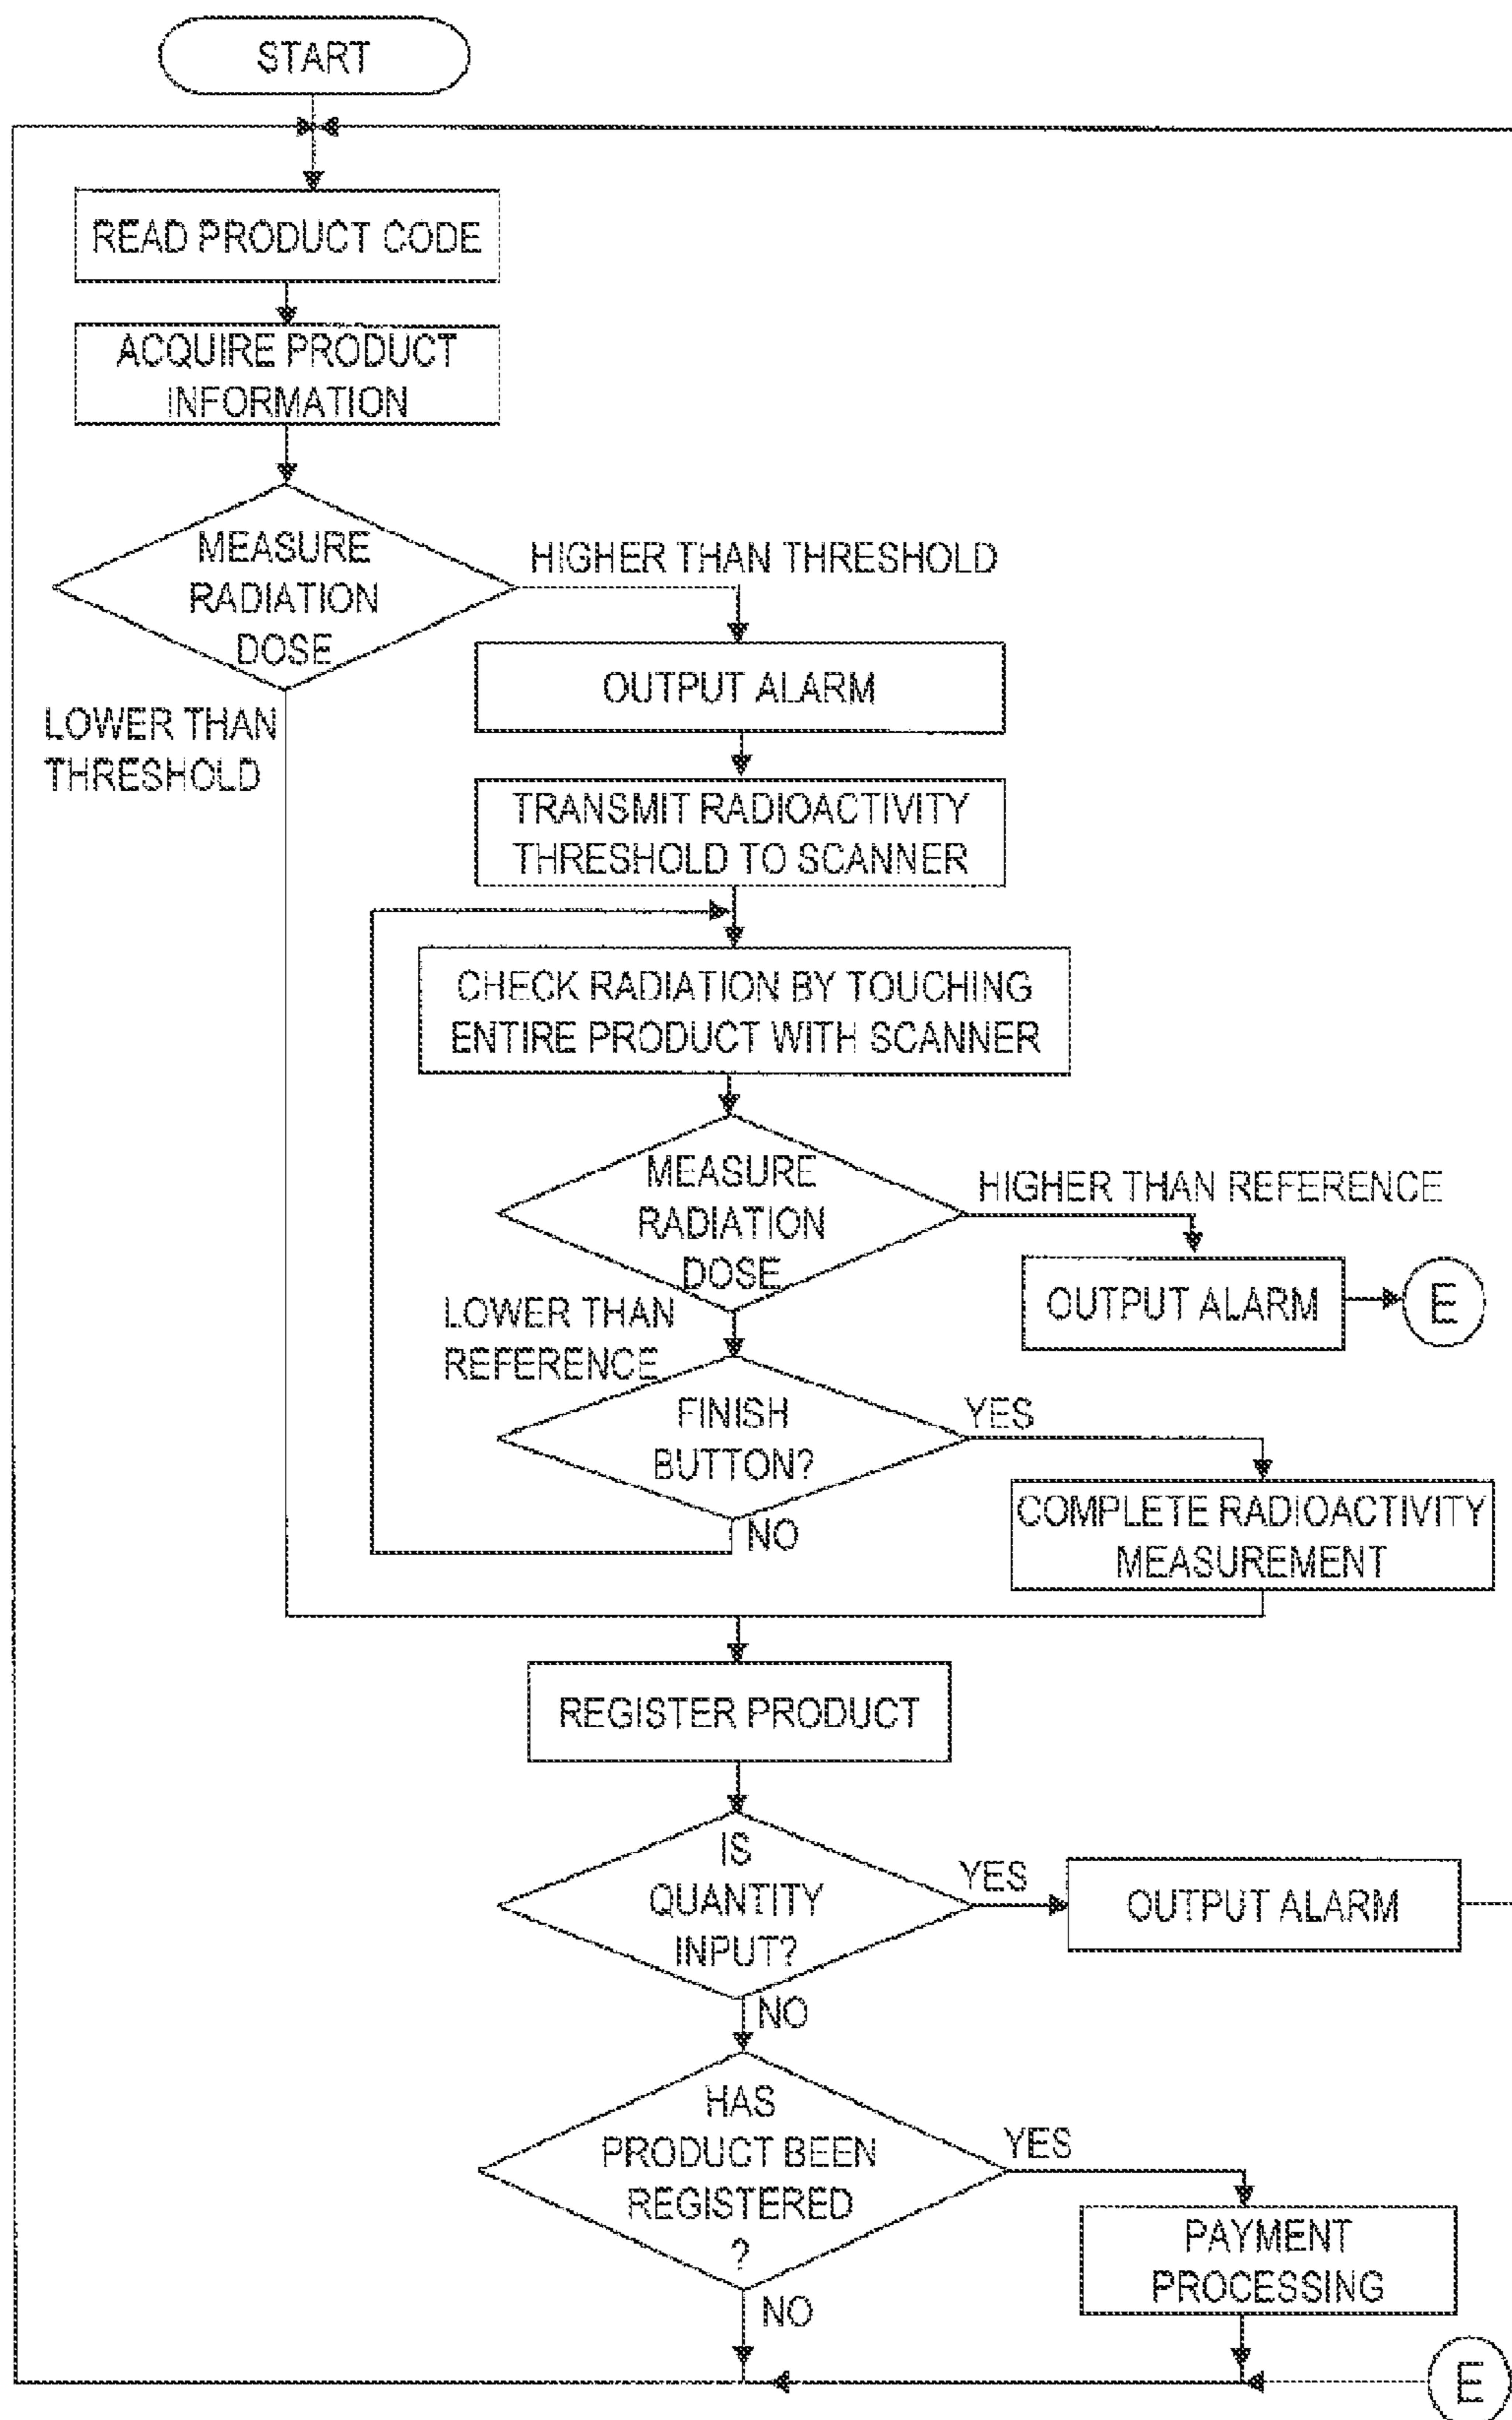 START
READ PRODUCT CODE
ACQUIRE PRODUCT
INFORMATION
MEASURE
RADIATION
DOSE
HIGHER THAN THRESHOLD
LOWER THAN
THRESHOLD
OUTPUT ALARM
TRANSMIT RADIOACTIVITY
THRESHOLD TO SCANNER
CHECK RADIATION BY TOUCHING
ENTIRE PRODUCT WITH SCANNER
MEASURE
RADIATION
DOSE
HIGHER THAN REFERENCE
OUTPUT ALARM
E
LOWER THAN
REFERENCE
FINISH
BUTTON?
YES
NO
COMPLETE RADIOACTIVITY
MEASUREMENT
REGISTER PRODUCT
IS
QUANTITY
INPUT?
YES
OUTPUT ALARM
NO
HAS
PRODUCT BEEN
REGISTERED
?
YES
PAYMENT
PROCESSING
NO
E